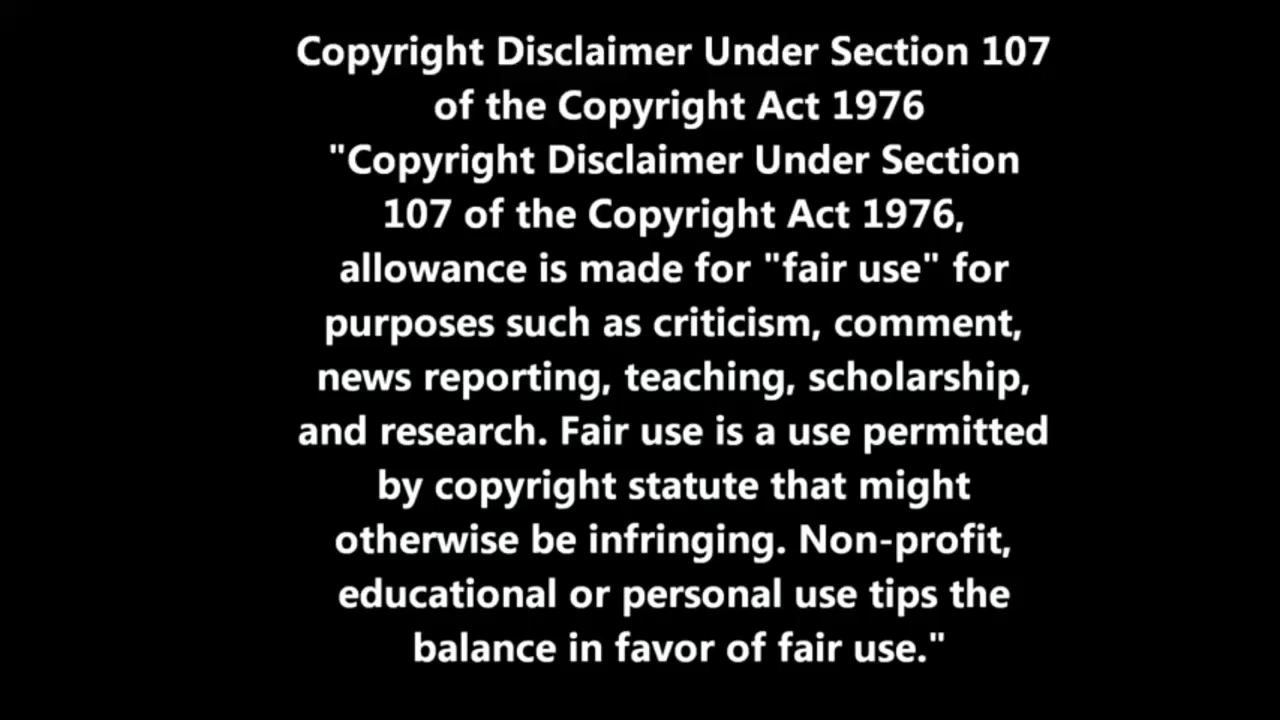 Copyright Disclaimer Under Section 107
of the Copyright Act 1976
"Copyright Disclaimer Under Section
107 of the Copyright Act 1976,
allowance is made for "fair use" for
purposes such as criticism, comment,
news reporting, teaching, scholarship,
and research. Fair use is a use permitted
by copyright statute that might
otherwise be infringing. Non-profit,
educational or personal use tips the
balance in favor of fair use."